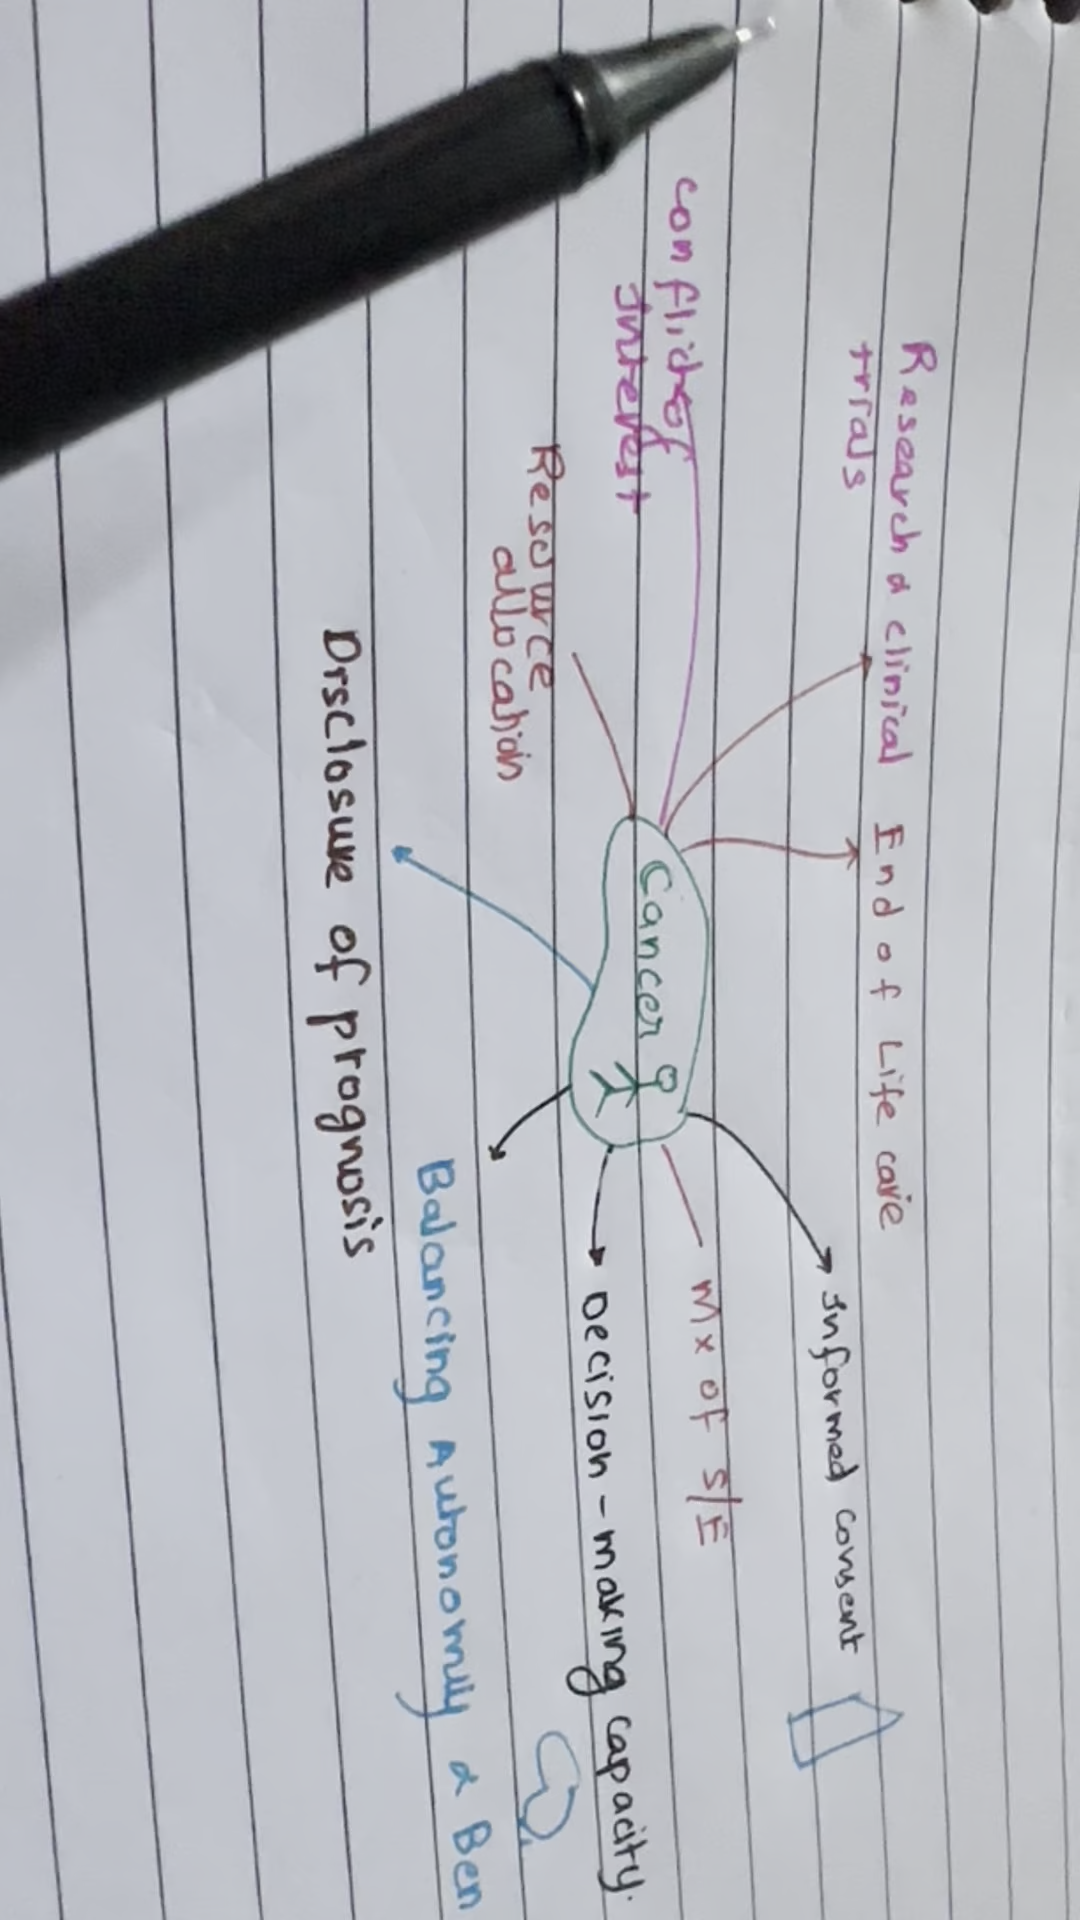 Research & clinical
trials
End of Life care
Informed consent
conflict of
Interest
Mx of S/E
Cancer
Decision-making capacity.
Resource
allocation
Balancing Autonomy & Ben
Disclosure of prognosis